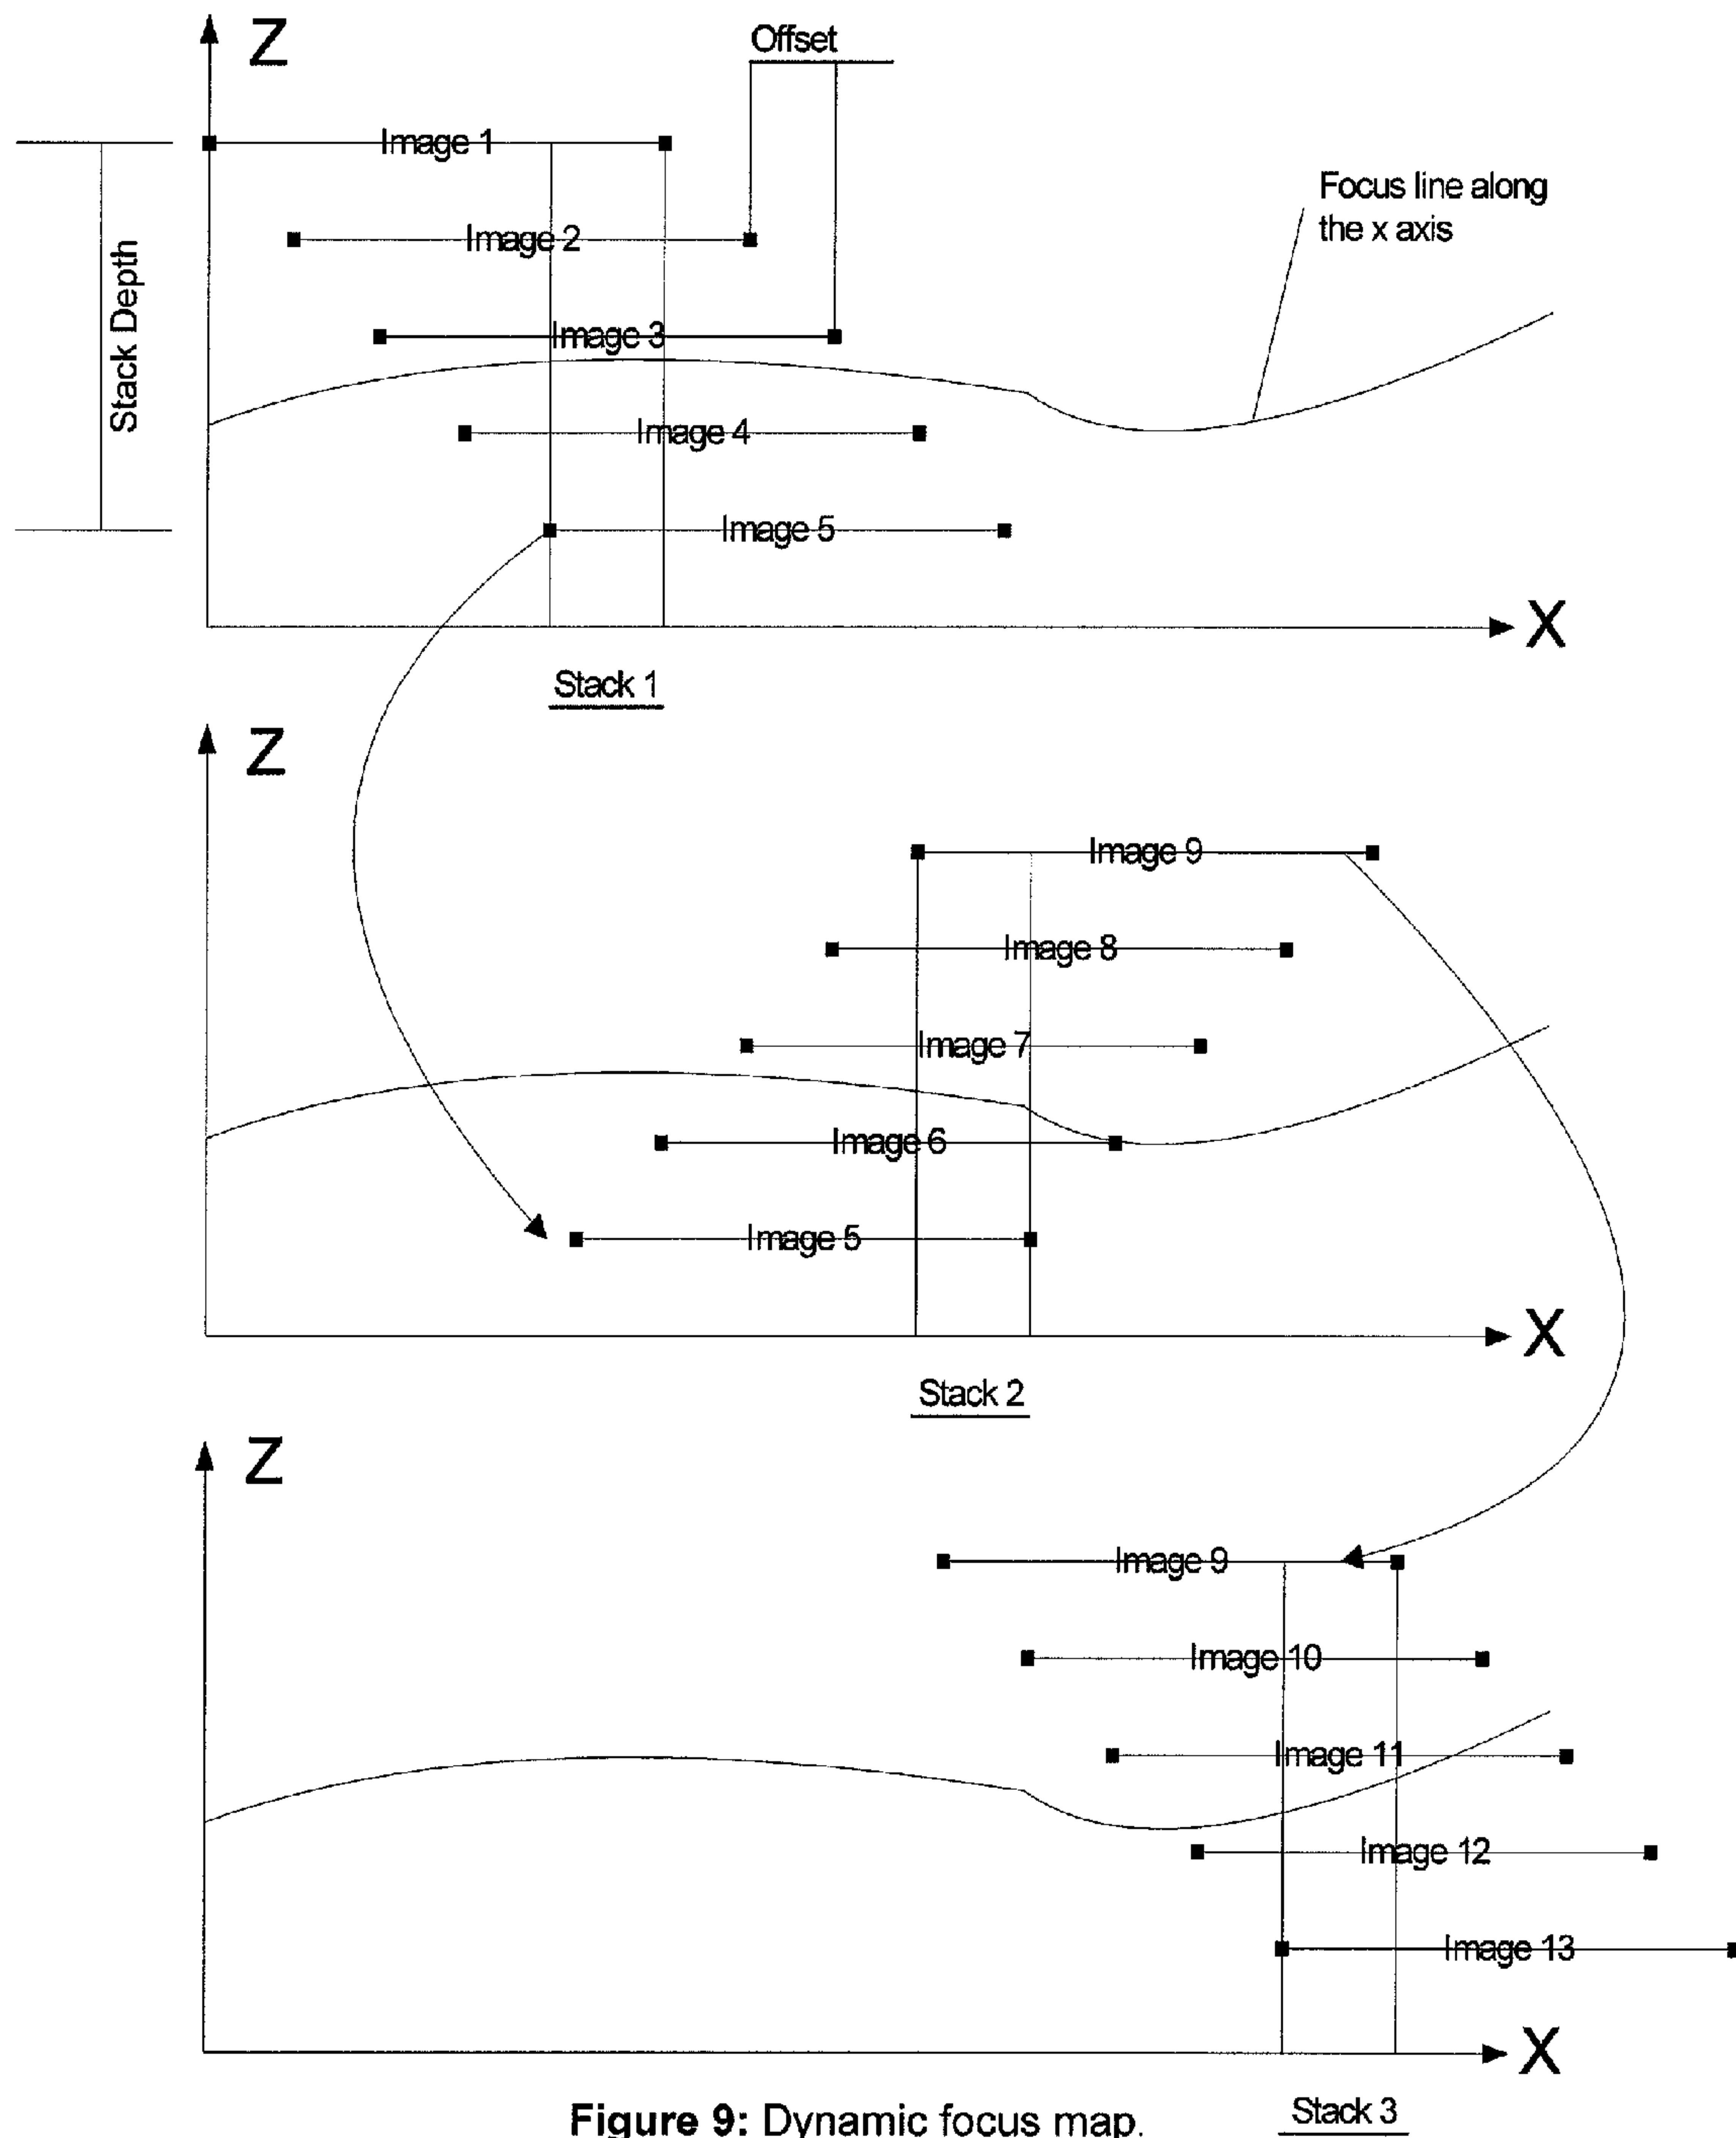 Z
Offset
Image 1
Focus line along
the x axis
Image 2
Stack Depth
Image 3
Image 4
Image 5
X
Stack 1
Z
Image 9
Image 8
Image 7
Image 6
Image 5
X
Stack 2
Z
Image 9
Image 10
Image 11
Image 12
Image 13
X
Figure 9: Dynamic focus map.
Stack 3